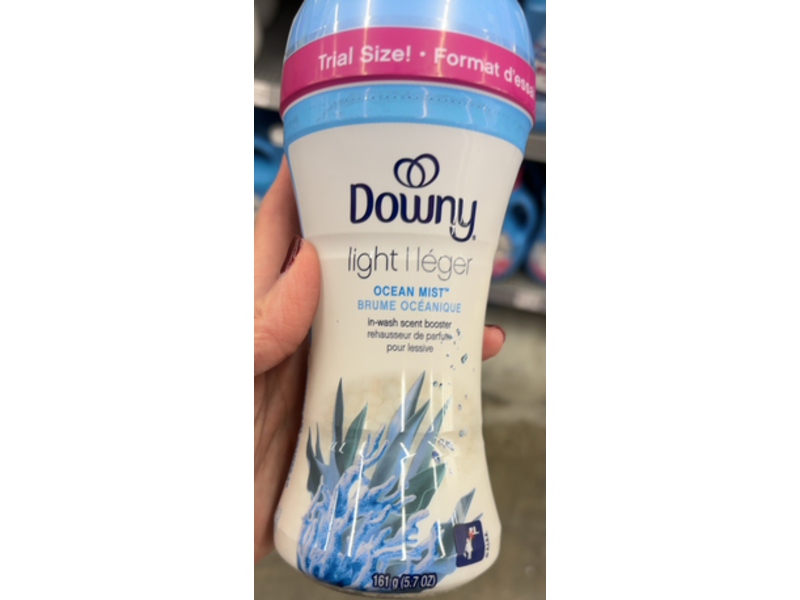 Trial Size! • Format d'essa
Downy
light | léger
OCEAN MIST™
BRUME OCÉANIQUE
in-wash scent booster
rehausseur de parfum
pour lessive
161 g (5.7 OZ)